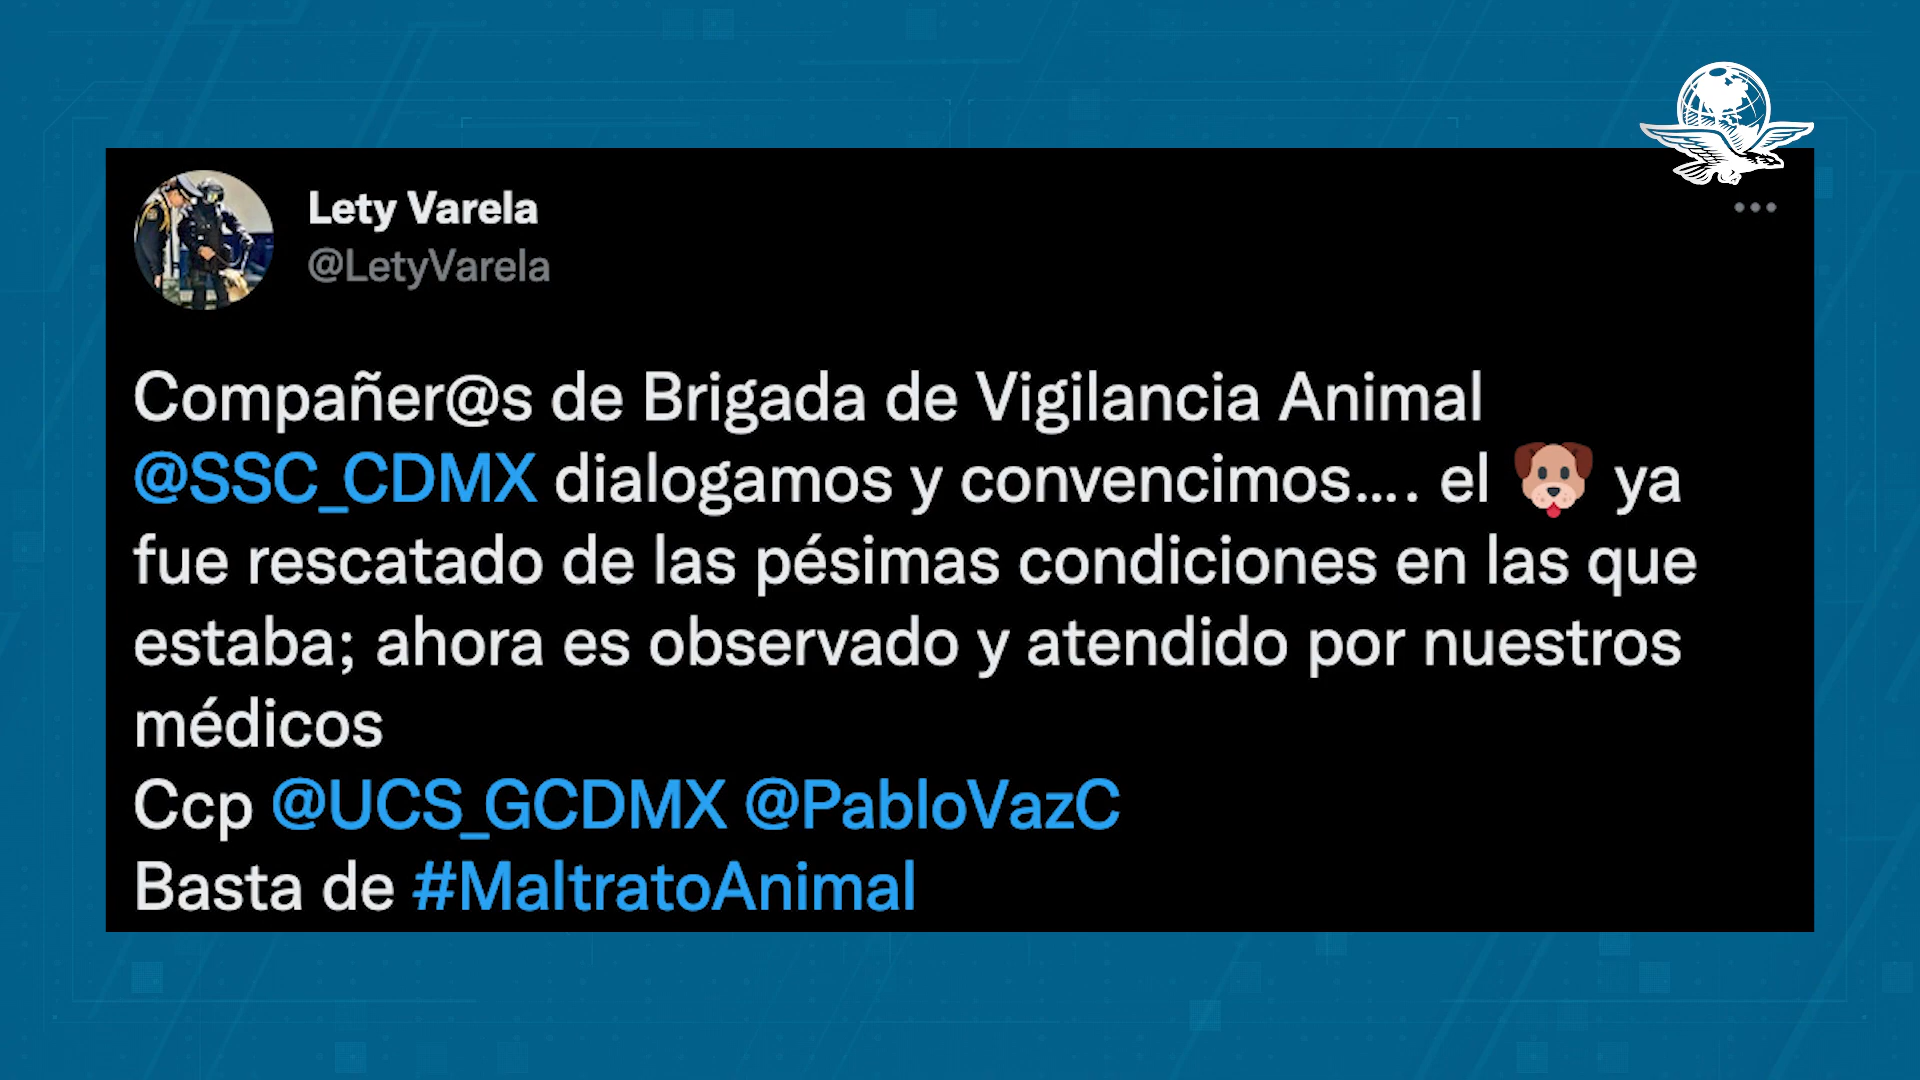 Lety Varela
@LetyVarela
Compañer@s de Brigada de Vigilancia Animal
@SSC_CDMX dialogamos y convencimos.... el 🐶 ya
fue rescatado de las pésimas condiciones en las que
estaba; ahora es observado y atendido por nuestros
médicos
Ccp @UCS_GCDMX @PabloVazC
Basta de #MaltratoAnimal